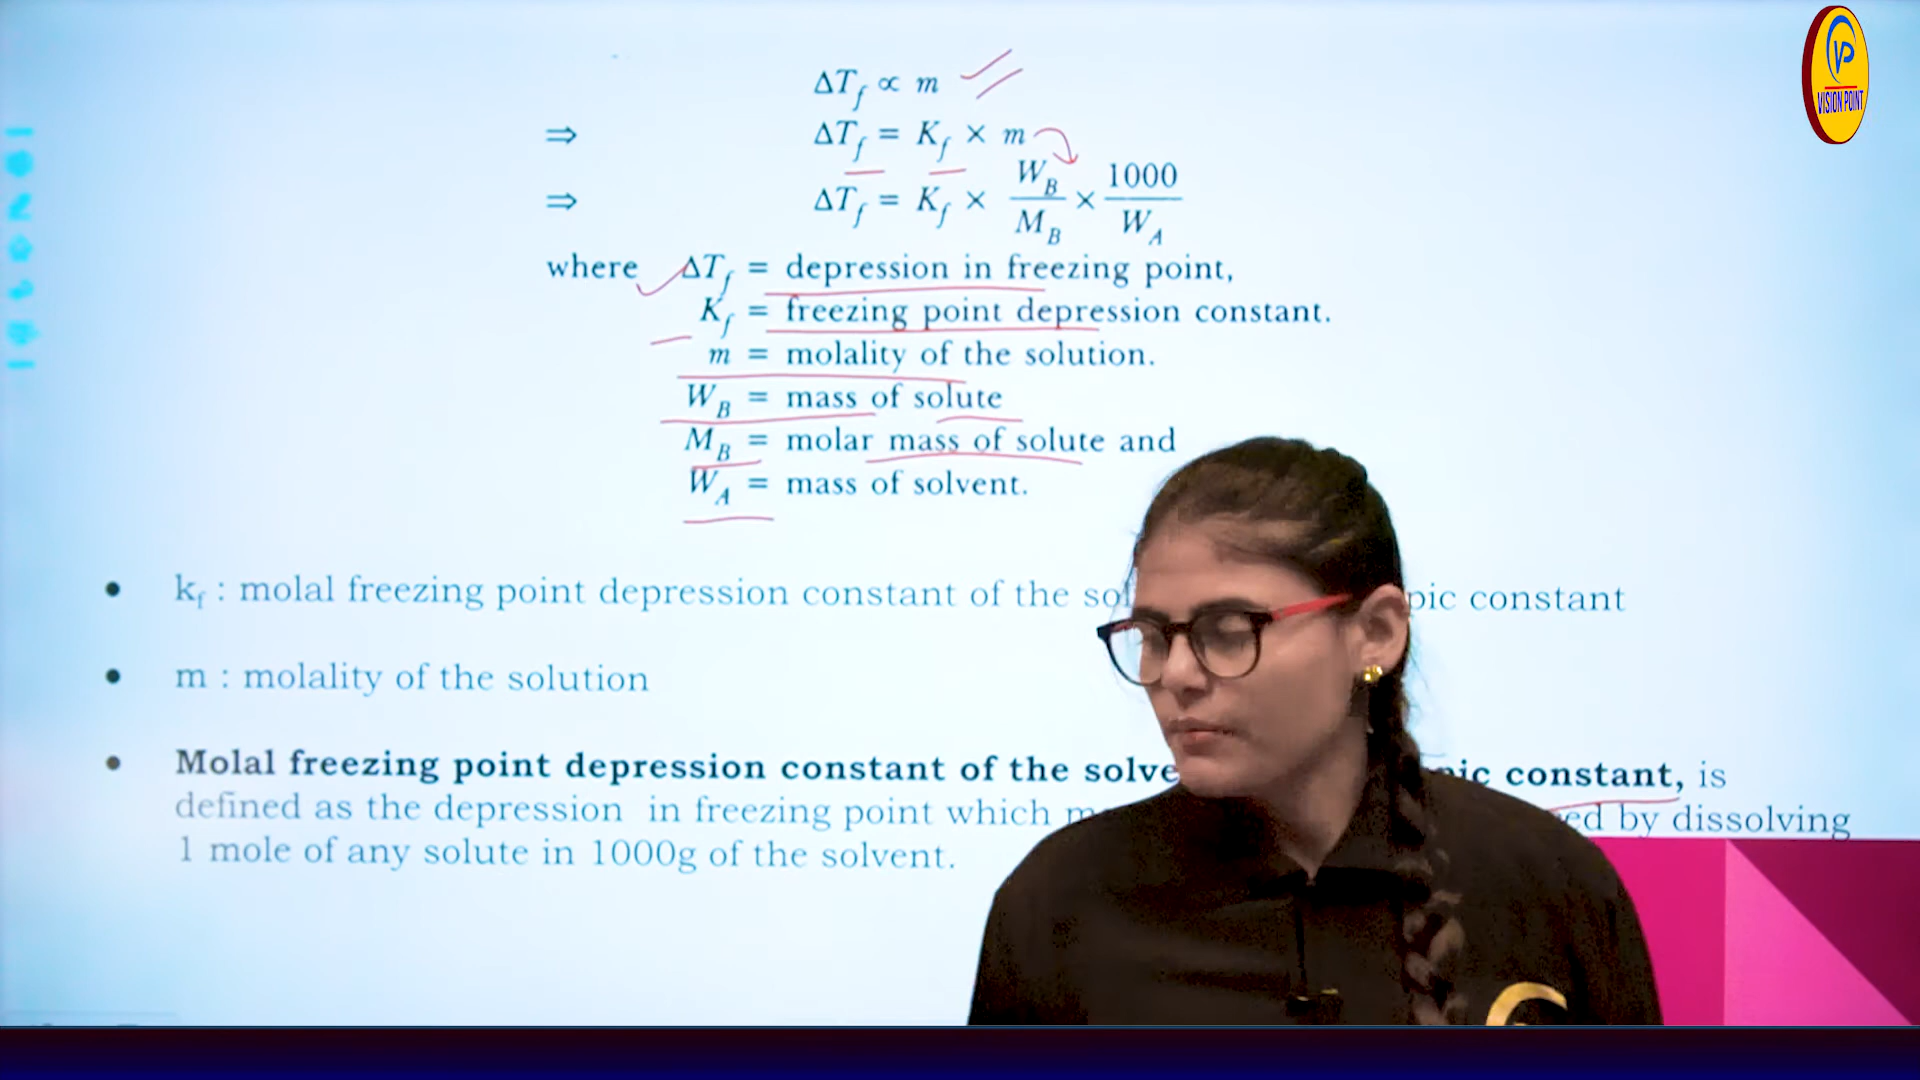 VISION POINT
ΔT_f ∝ m
⇒ ΔT_f = K_f × m
⇒ ΔT_f = K_f × W_B / M_B × 1000 / W_A
where ΔT_f = depression in freezing point,
K_f = freezing point depression constant.
m = molality of the solution.
W_B = mass of solute
M_B = molar mass of solute and
W_A = mass of solvent.
• k_f : molal freezing point depression constant of the constant
• m : molality of the solution
• Molal freezing point depression constant of the constant, is
defined as the depression in freezing point which by dissolving
1 mole of any solute in 1000g of the solvent.